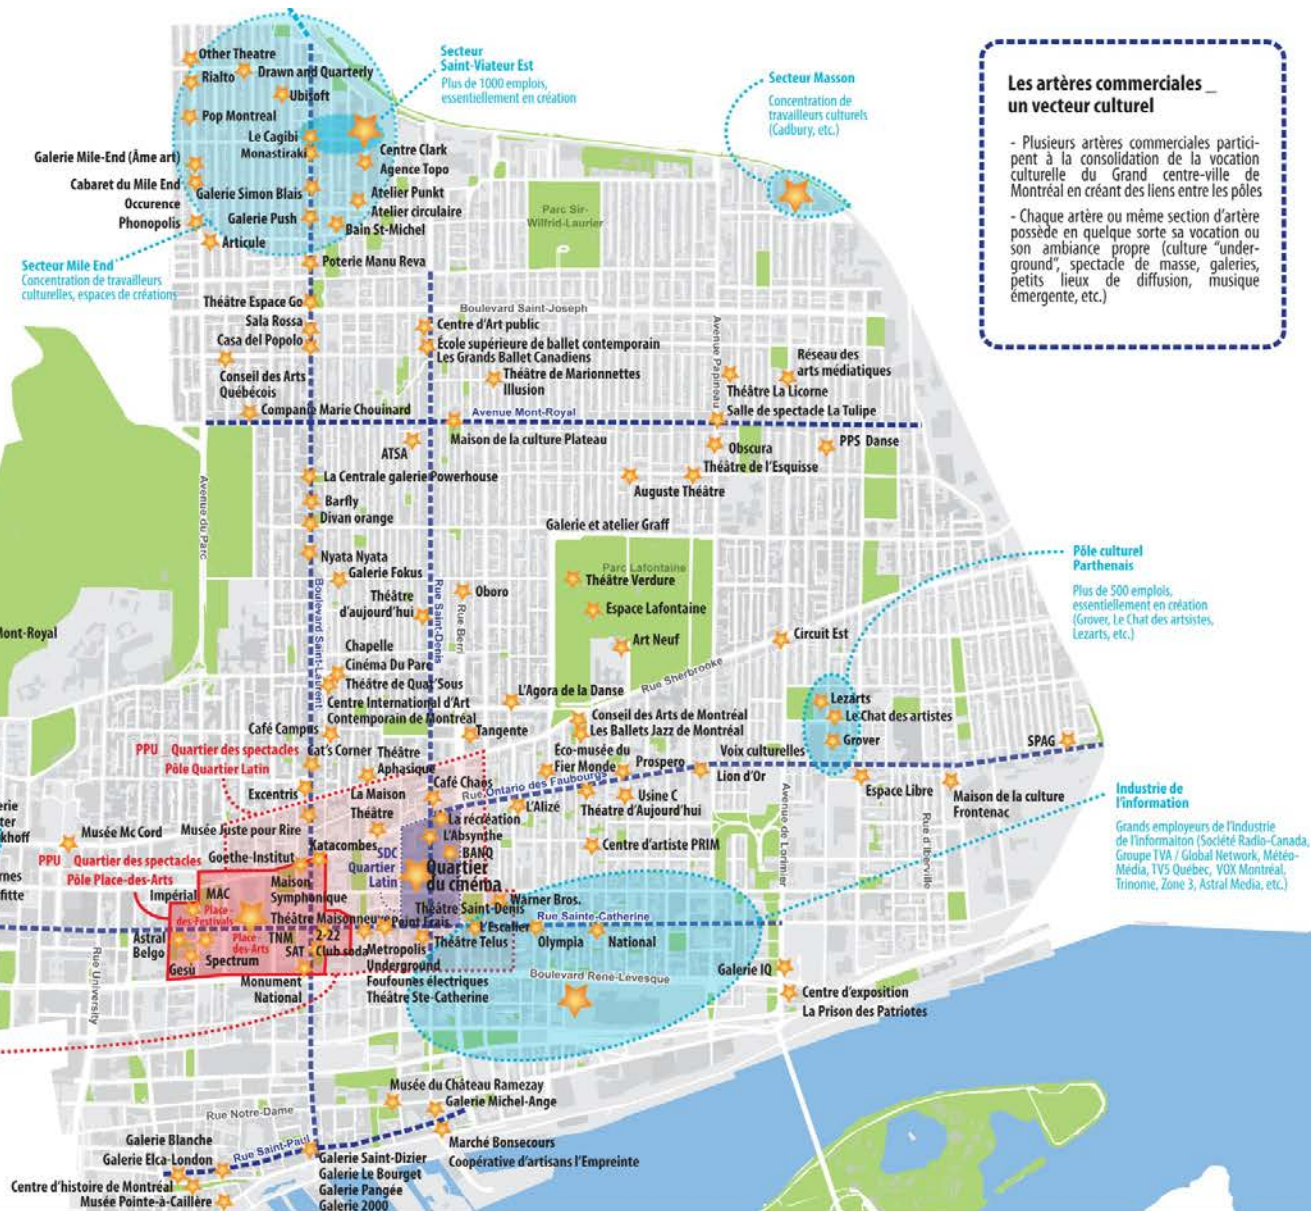 Other Theatre
Drawn and Quarterly
Rialto
Ubisoft
Pop Montreal
Le Cagibi
Monastiraki
Centre Clark
Agence Topo
Galerie Mile-End (Âme art)
Cabaret du Mile End
Occurence
Phonopolis
Galerie Simon Blais
Atelier Punkt
Atelier circulaire
Galerie Push
Bain St-Michel
Articule
Poterie Manu Reva
Secteur
Saint-Viateur Est
Plus de 1000 emplois,
essentiellement en création
Secteur Masson
Concentration de
travailleurs culturels
(Cadbury, etc.)
Les artères commerciales _
un vecteur culturel
- Plusieurs artères commerciales partici-
pent à la consolidation de la vocation
culturelle du Grand centre-ville de
Montréal en créant des liens entre les pôles
- Chaque artère ou même section d'artère
possède en quelque sorte sa vocation ou
son ambiance propre (culture "under-
ground", spectacle de masse, galeries,
petits lieux de diffusion, musique
émergente, etc.)
Secteur Mile End
Concentration de travailleurs
culturelles, espaces de créations
Parc Sir-
Wilfrid-Laurier
Boulevard Saint-Joseph
Théâtre Espace Go
Sala Rossa
Casa del Popolo
Centre d'Art public
École supérieure de ballet contemporain
Les Grands Ballet Canadiens
Théâtre de Marionnettes
Illusion
Conseil des Arts
Québécois
Avenue Papineau
Réseau des
arts médiatiques
Théâtre La Licorne
Companie Marie Chouinard
Avenue Mont-Royal
Salle de spectacle La Tulipe
Maison de la culture Plateau
ATSA
Obscura
PPS Danse
Théâtre de l'Esquisse
La Centrale galerie Powerhouse
Auguste Théâtre
Avenue du Parc
Barfly
Divan orange
Galerie et atelier Graff
Nyata Nyata
Galerie Fokus
Parc Lafontaine
Théâtre Verdure
Espace Lafontaine
Art Neuf
Boulevard Saint-Laurent
Rue Saint-Denis
Rue Berri
Oboro
Théâtre
d'aujourd'hui
Mont-Royal
Circuit Est
Pôle culturel
Parthenais
Plus de 500 emplois,
essentiellement en création
(Grover, Le Chat des artsistes,
Lezarts, etc.)
Chapelle
Cinéma Du Parc
Théâtre de Quat'Sous
Centre International d'Art
Contemporain de Montréal
Rue Sherbrooke
L'Agora de la Danse
Lezarts
Le Chat des artistes
Grover
Café Campus
Cat's Corner
Tangente
Conseil des Arts de Montréal
Les Ballets Jazz de Montréal
SPAG
PPU Quartier des spectacles
Pôle Quartier Latin
Théâtre
Aphasique
Éco-musée du
Fier Monde
Prospero
Voix culturelles
Lion d'Or
Excentris
La Maison
Théâtre
Café Chaos
Rue Ontario des Faubourgs
L'Alizé
Usine C
Théatre d'Aujourd'hui
Espace Libre
Maison de la culture
Frontenac
Industrie de
l'information
Grands employeurs de l'industrie
de l'informaiton (Société Radio-Canada,
Groupe TVA / Global Network, Météo-
Média, TV5 Québec, VOX Montréal,
Trinome, Zone 3, Astral Media, etc.)
Musée Mc Cord
Musée Juste pour Rire
La récréation
L'Absynthe
BANQ
Avenue de Lorimier
Rue d'Iberville
Centre d'artiste PRIM
PPU Quartier des spectacles
Pôle Place-des-Arts
Goethe-Institut
Katacombes
SDC
Quartier
Latin
Quartier
du cinéma
Impérial
MAC
Maison
Symphonique
Place-
des-Festivals
Place-
des-Arts
Théâtre Maisonneuve
Point Frais
Théâtre Saint-Denis
Warner Bros.
Rue Sainte-Catherine
L'Escalier
Théâtre Telus
Olympia
National
Astral
Belgo
Gesù
Spectrum
TNM
SAT
2-22
Club soda
Metropolis
Underground
Foufounes électriques
Théâtre Ste-Catherine
Monument
National
Rue University
Boulevard René-Lévesque
Galerie IQ
Centre d'exposition
La Prison des Patriotes
Musée du Château Ramezay
Galerie Michel-Ange
Rue Notre-Dame
Rue Saint-Paul
Galerie Blanche
Galerie Elca-London
Marché Bonsecours
Coopérative d'artisans l'Empreinte
Centre d'histoire de Montréal
Musée Pointe-à-Caillère
Galerie Saint-Dizier
Galerie Le Bourget
Galerie Pangée
Galerie 2000